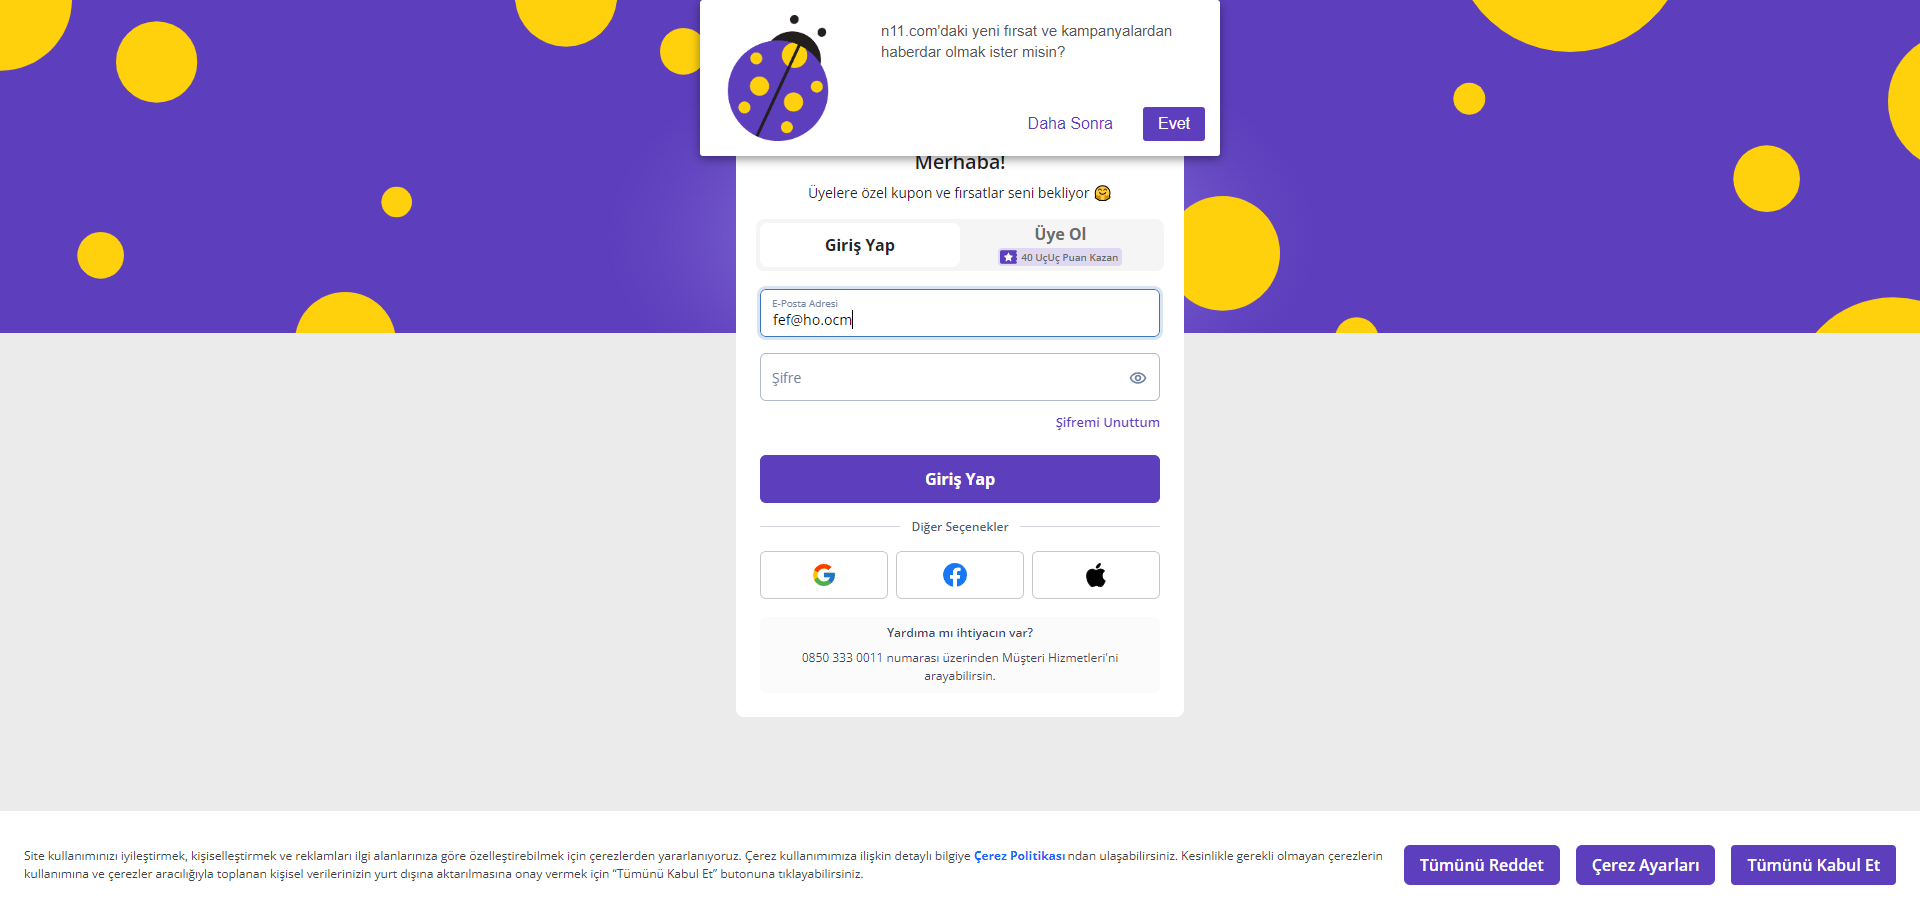 n11.com'daki yeni fırsat ve kampanyalardan
haberdar olmak ister misin?
Daha Sonra
Evet
Merhaba!
Üyelere özel kupon ve fırsatlar seni bekliyor 🤗
Giriş Yap
Üye Ol
40 UçUç Puan Kazan
E-Posta Adresi
fef@ho.ocm
Şifre
Şifremi Unuttum
Giriş Yap
Diğer Seçenekler
Yardıma mı ihtiyacın var?
0850 333 0011 numarası üzerinden Müşteri Hizmetleri'ni
arayabilirsin.
Site kullanımınızı iyileştirmek, kişiselleştirmek ve reklamları ilgi alanlarınıza göre özelleştirebilmek için çerezlerden yararlanıyoruz. Çerez kullanımımıza ilişkin detaylı bilgiye Çerez Politikası ndan ulaşabilirsiniz. Kesinlikle gerekli olmayan çerezlerin
kullanımına ve çerezler aracılığıyla toplanan kişisel verilerinizin yurt dışına aktarılmasına onay vermek için “Tümünü Kabul Et” butonuna tıklayabilirsiniz.
Tümünü Reddet
Çerez Ayarları
Tümünü Kabul Et